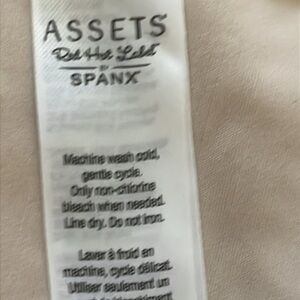 ASSETS
Red Hot Label
BY
SPANX
Machine wash cold,
gentle cycle.
Only non-chlorine
bleach when needed.
Line dry. Do not iron.
Laver à froid en
machine, cycle délicat.
Utiliser seulement un